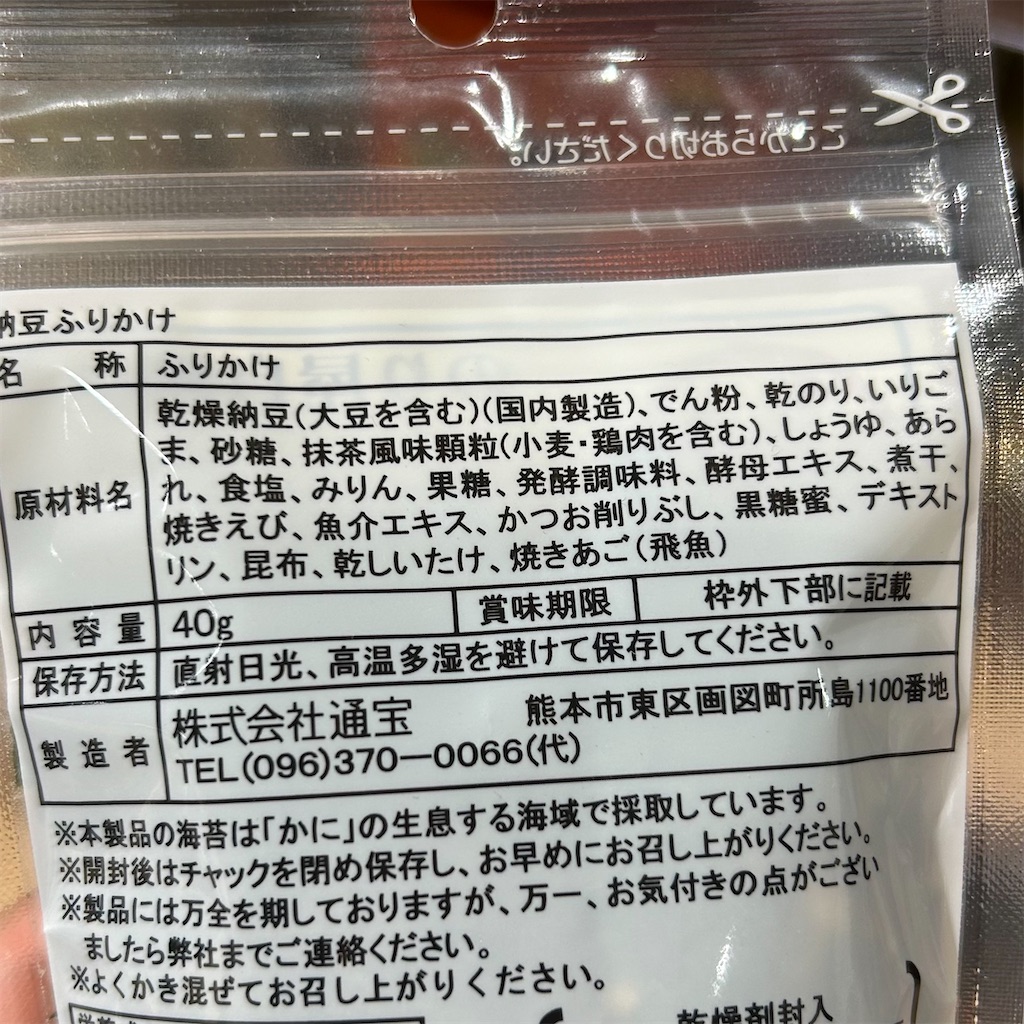 ここからお切りください。
納豆ふりかけ
名称 ふりかけ
原材料名 乾燥納豆(大豆を含む)(国内製造)、でん粉、乾のり、いりご
ま、砂糖、抹茶風味顆粒(小麦・鶏肉を含む)、しょうゆ、あら
れ、食塩、みりん、果糖、発酵調味料、酵母エキス、煮干、
焼きえび、魚介エキス、かつお削りぶし、黒糖蜜、デキスト
リン、昆布、乾しいたけ、焼きあご(飛魚)
内容量 40g 賞味期限 枠外下部に記載
保存方法 直射日光、高温多湿を避けて保存してください。
製造者 株式会社通宝 熊本市東区画図町所島1100番地
TEL(096)370ー0066(代)
※本製品の海苔は「かに」の生息する海域で採取しています。
※開封後はチャックを閉め保存し、お早めにお召し上がりください。
※製品には万全を期しておりますが、万一、お気付きの点がござい
ましたら弊社までご連絡ください。
※よくかき混ぜてお召し上がりください。
乾燥剤封入